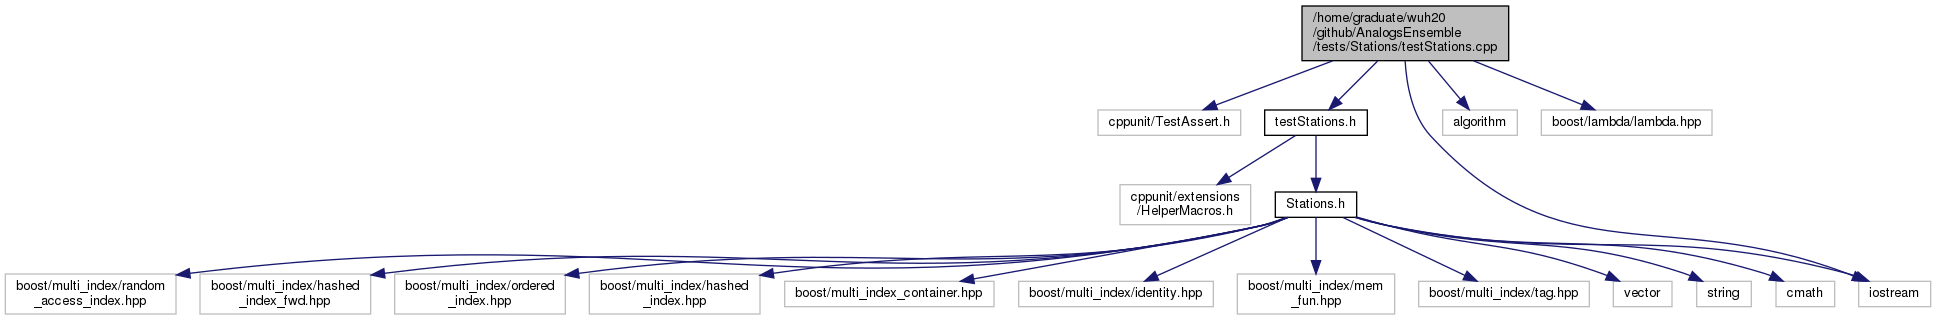 /home/graduate/wuh20
/github/AnalogsEnsemble
/tests/Stations/testStations.cpp
cppunit/TestAssert.h
testStations.h
algorithm
boost/lambda/lambda.hpp
cppunit/extensions
/HelperMacros.h
Stations.h
boost/multi_index/random
_access_index.hpp
boost/multi_index/hashed
_index_fwd.hpp
boost/multi_index/ordered
_index.hpp
boost/multi_index/hashed
_index.hpp
boost/multi_index_container.hpp
boost/multi_index/identity.hpp
boost/multi_index/mem
_fun.hpp
boost/multi_index/tag.hpp
vector
string
cmath
iostream